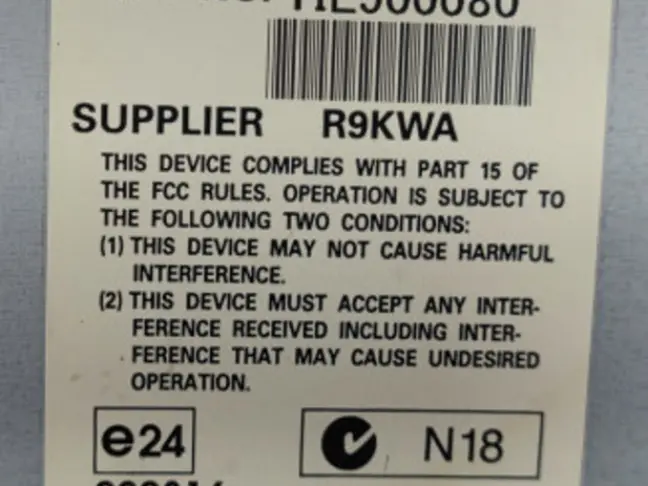 SUPPLIER R9KWA
THIS DEVICE COMPLIES WITH PART 15 OF
THE FCC RULES. OPERATION IS SUBJECT TO
THE FOLLOWING TWO CONDITIONS:
(1) THIS DEVICE MAY NOT CAUSE HARMFUL
INTERFERENCE.
(2) THIS DEVICE MUST ACCEPT ANY INTER-
FERENCE RECEIVED INCLUDING INTER-
FERENCE THAT MAY CAUSE UNDESIRED
OPERATION.
e24 N18